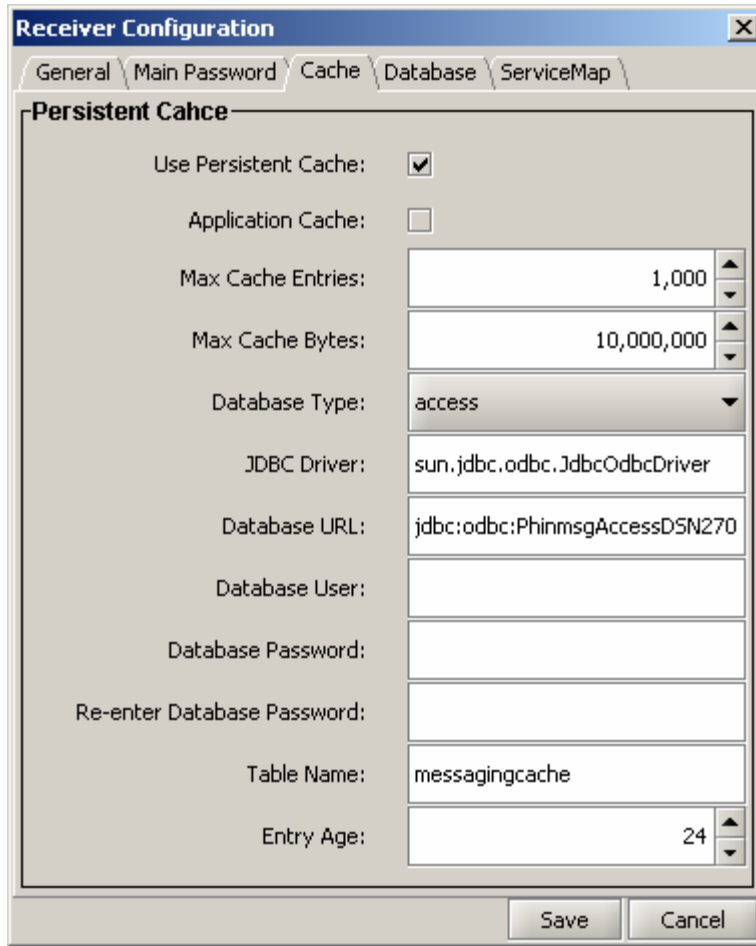 Receiver Configuration
General Main Password Cache Database ServiceMap
Persistent Cahce
Use Persistent Cache:
Application Cache:
Max Cache Entries: 1,000
Max Cache Bytes: 10,000,000
Database Type: access
JDBC Driver: sun.jdbc.odbc.JdbcOdbcDriver
Database URL: jdbc:odbc:PhinmsgAccessDSN270
Database User:
Database Password:
Re-enter Database Password:
Table Name: messagingcache
Entry Age: 24
Save Cancel